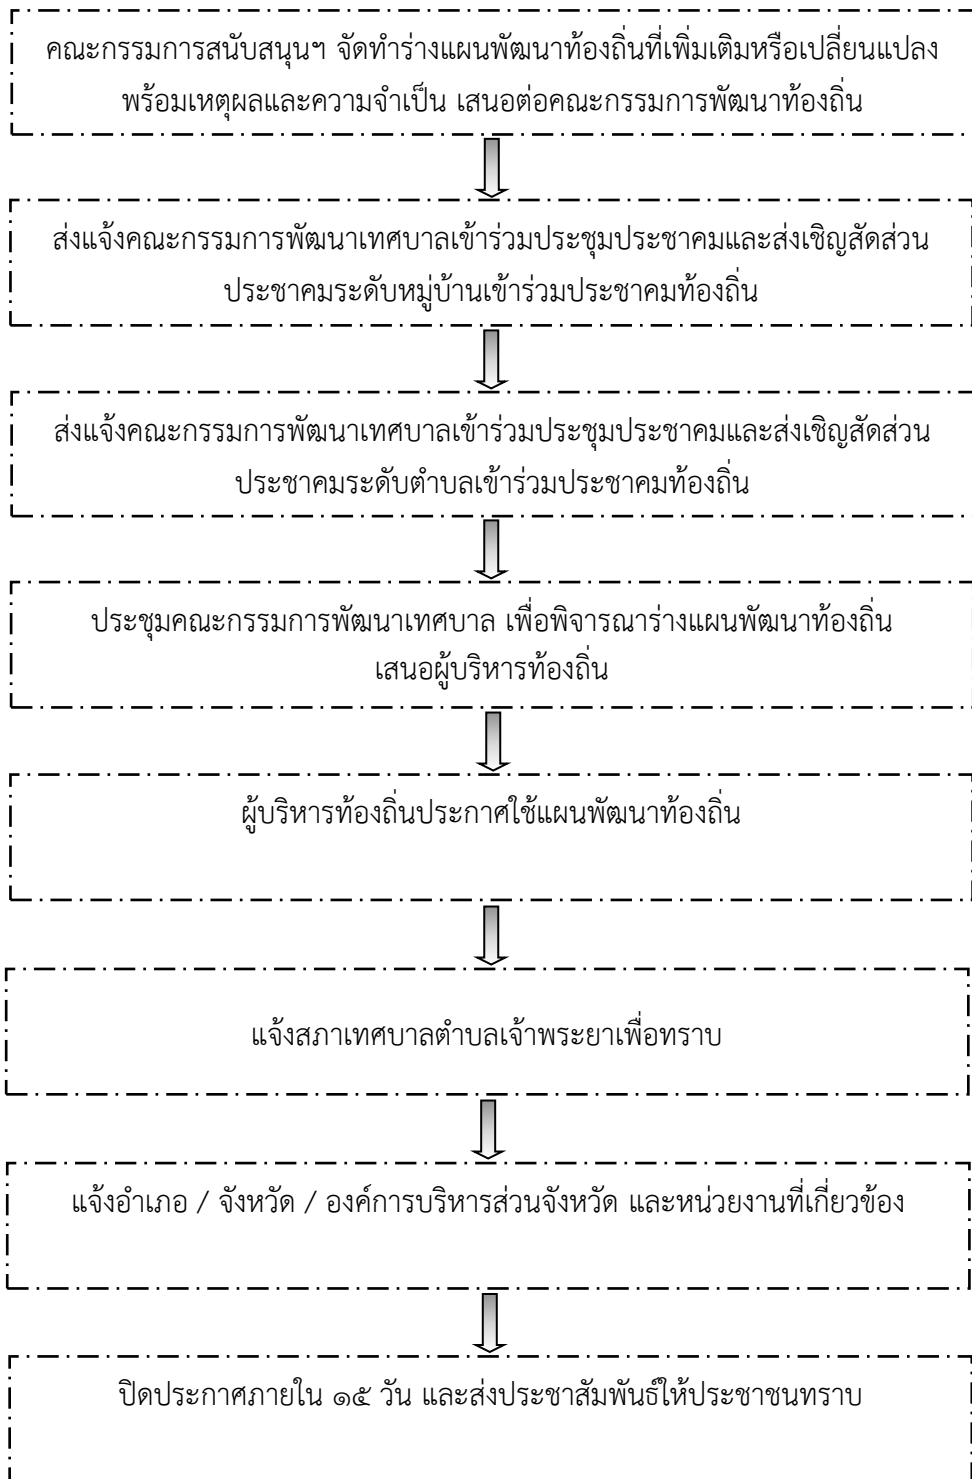 คณะกรรมการสนับสนุนฯ จัดทำร่างแผนพัฒนาท้องถิ่นที่เพิ่มเติมหรือเปลี่ยนแปลง
พร้อมเหตุผลและความจำเป็น เสนอต่อคณะกรรมการพัฒนาท้องถิ่น
ส่งแจ้งคณะกรรมการพัฒนาเทศบาลเข้าร่วมประชุมประชาคมและส่งเชิญสัดส่วน
ประชาคมระดับหมู่บ้านเข้าร่วมประชาคมท้องถิ่น
ส่งแจ้งคณะกรรมการพัฒนาเทศบาลเข้าร่วมประชุมประชาคมและส่งเชิญสัดส่วน
ประชาคมระดับตำบลเข้าร่วมประชาคมท้องถิ่น
ประชุมคณะกรรมการพัฒนาเทศบาล เพื่อพิจารณาร่างแผนพัฒนาท้องถิ่น
เสนอผู้บริหารท้องถิ่น
ผู้บริหารท้องถิ่นประกาศใช้แผนพัฒนาท้องถิ่น
แจ้งสภาเทศบาลตำบลเจ้าพระยาเพื่อทราบ
แจ้งอำเภอ / จังหวัด / องค์การบริหารส่วนจังหวัด และหน่วยงานที่เกี่ยวข้อง
ปิดประกาศภายใน ๑๕ วัน และส่งประชาสัมพันธ์ให้ประชาชนทราบ